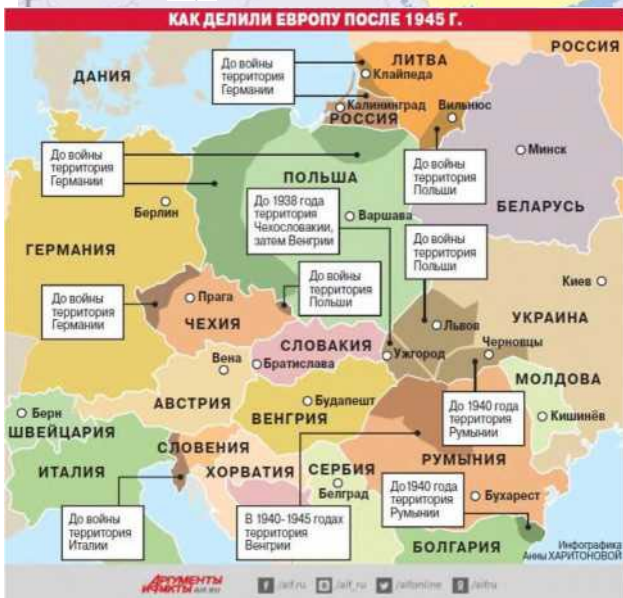 КАК ДЕЛИЛИ ЕВРОПУ ПОСЛЕ 1945 Г.
ДАНИЯ
До войны
территория
Германии
ЛИТВА
Клайпеда
РОССИЯ
Калининград
РОССИЯ
Вильнюс
До войны
территория
Германии
ПОЛЬША
До войны
территория
Польши
Минск
БЕЛАРУСЬ
Берлин
До 1938 года
территория
Чехословакии,
затем Венгрии
Варшава
ГЕРМАНИЯ
До войны
территория
Польши
До войны
территория
Польши
Киев
До войны
территория
Германии
Прага
ЧЕХИЯ
Львов
УКРАИНА
СЛОВАКИЯ
Братислава
Ужгород
Черновцы
Вена
МОЛДОВА
АВСТРИЯ
Будапешт
ВЕНГРИЯ
До 1940 года
территория
Румынии
Кишинёв
Берн
ШВЕЙЦАРИЯ
СЛОВЕНИЯ
ИТАЛИЯ
ХОРВАТИЯ
СЕРБИЯ
Белград
РУМЫНИЯ
До 1940 года
территория
Румынии
Бухарест
До войны
территория
Италии
В 1940-1945 годах
территория
Венгрии
БОЛГАРИЯ
Инфографика
Анны ХАРИТОНОВОЙ
АРГУМЕНТЫ
И ФАКТЫ AIF.RU
/aif.ru
/aif_ru
/aifonline
/aifru